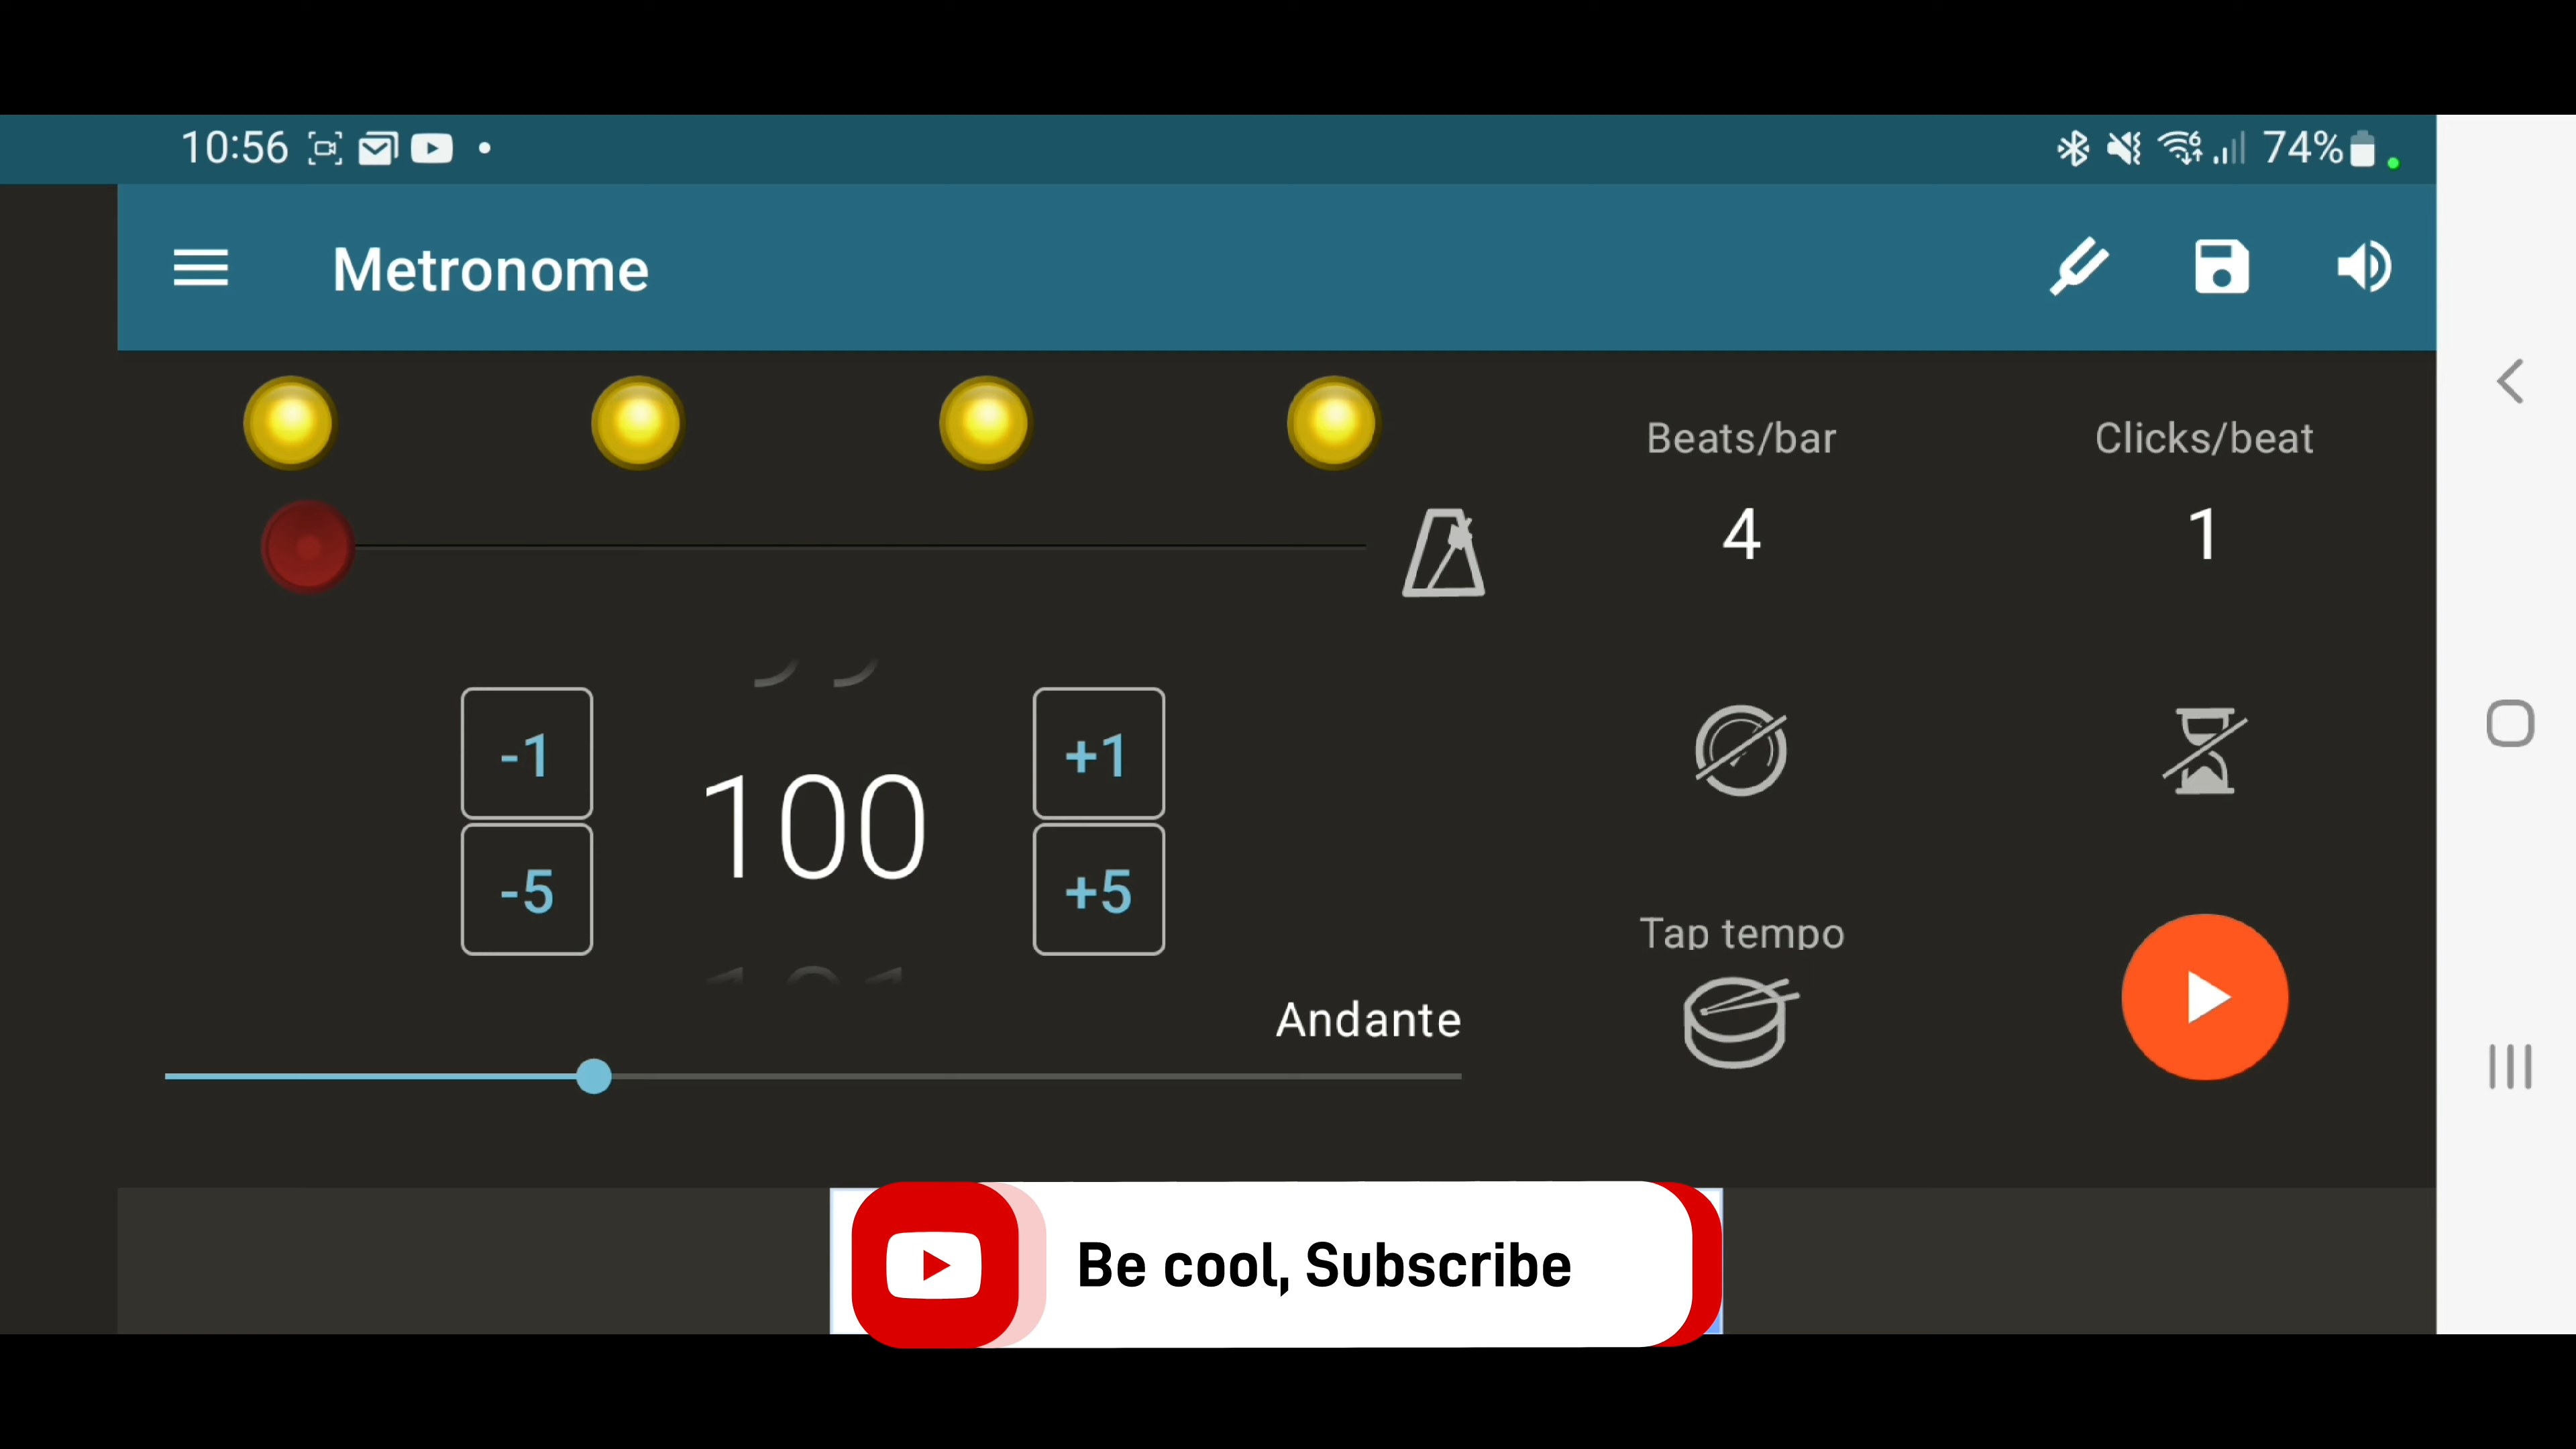 10:56
74%
Metronome
Beats/bar
Clicks/beat
4
1
-1
+1
100
-5
+5
Tap tempo
Andante
Be cool, Subscribe